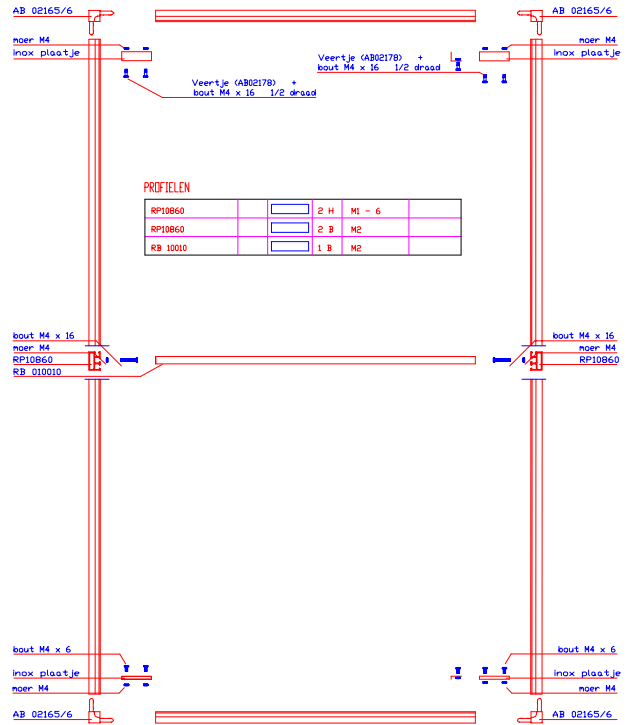 AB 02165/6
AB 02165/6
moer M4
moer M4
inox plaatje
inox plaatje
Veertje (AB02178) +
bout M4 x 16 1/2 draad
Veertje (AB02178) +
bout M4 x 16 1/2 draad
PROFIELEN
RP10860 2 H M1 - 6
RP10860 2 B M2
RB 10010 1 B M2
bout M4 x 16
bout M4 x 16
moer M4
moer M4
RP10860
RP10860
RB 010010
bout M4 x 6
bout M4 x 6
inox plaatje
inox plaatje
moer M4
moer M4
AB 02165/6
AB 02165/6